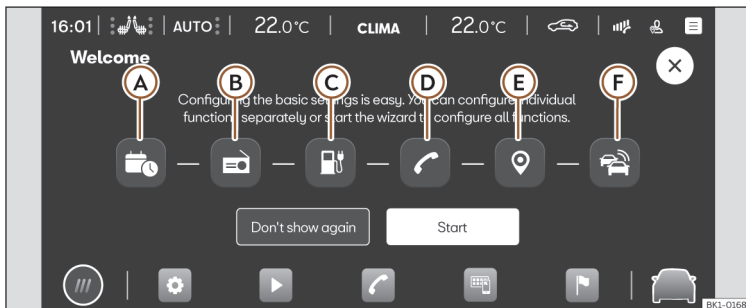 16:01 AUTO 22.0°C CLIMA 22.0°C
Welcome
A B C D E F
Configuring the basic settings is easy. You can configure individual
functions separately or start the wizard to configure all functions.
Don't show again Start
BK1-0168